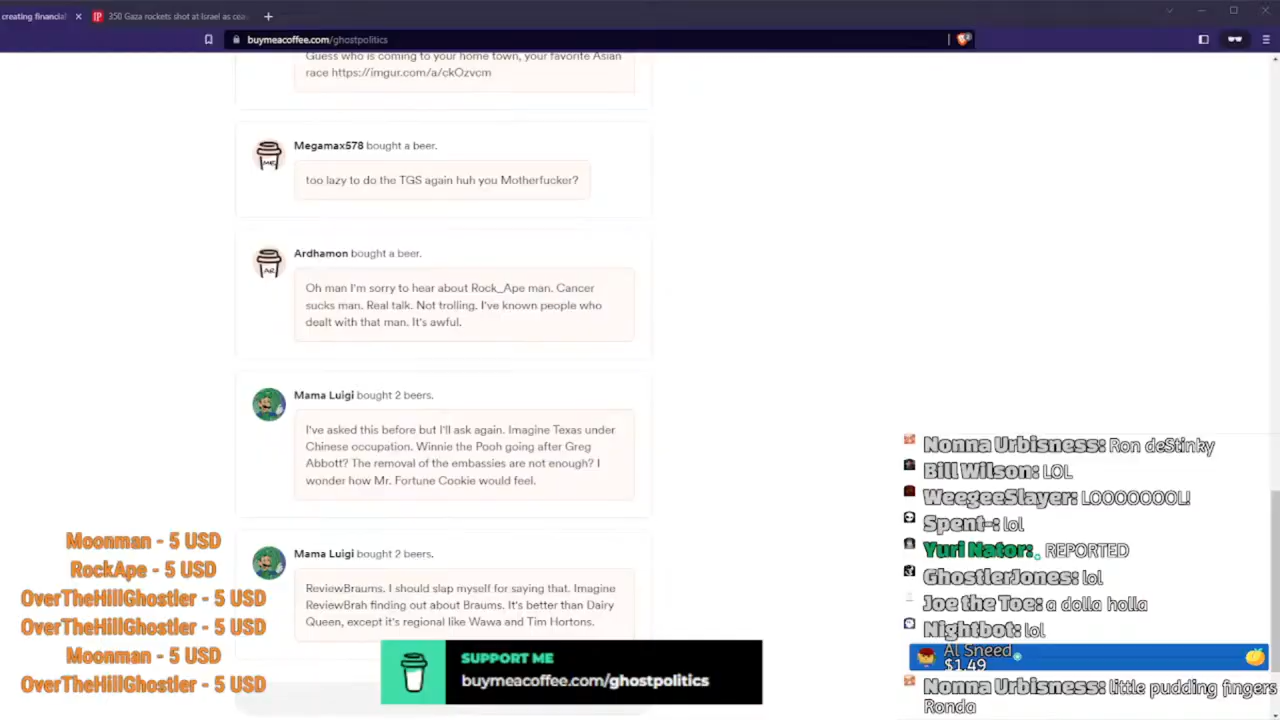 creating financial
350 Gaza rockets shot at Israel as cea
buymeacoffee.com/ghostpolitics
Guess who is coming to your home town, your favorite Asian
race https://imgur.com/a/ckOzvcm
Megamax578 bought a beer.
too lazy to do the TGS again huh you Motherfucker?
Ardhamon bought a beer.
Oh man I'm sorry to hear about Rock_Ape man. Cancer
sucks man. Real talk. Not trolling. I've known people who
dealt with that man. It's awful.
Mama Luigi bought 2 beers.
I've asked this before but I'll ask again. Imagine Texas under
Chinese occupation. Winnie the Pooh going after Greg
Abbott? The removal of the embassies are not enough? I
wonder how Mr. Fortune Cookie would feel.
Mama Luigi bought 2 beers.
ReviewBraums. I should slap myself for saying that. Imagine
ReviewBrah finding out about Braums. It's better than Dairy
Queen, except it's regional like Wawa and Tim Hortons.
Moonman - 5 USD
RockApe - 5 USD
OverTheHillGhostler - 5 USD
OverTheHillGhostler - 5 USD
Moonman - 5 USD
OverTheHillGhostler - 5 USD
SUPPORT ME
buymeacoffee.com/ghostpolitics
Nonna Urbisness: Ron deStinky
Bill Wilson: LOL
WeegeeSlayer: LOOOOOOOL!
Spent-: lol
Yuri Nator: REPORTED
GhostlerJones: lol
Joe the Toe: a dolla holla
Nightbot: lol
Al Sneed
$1.49
Nonna Urbisness: little pudding fingers
Ronda